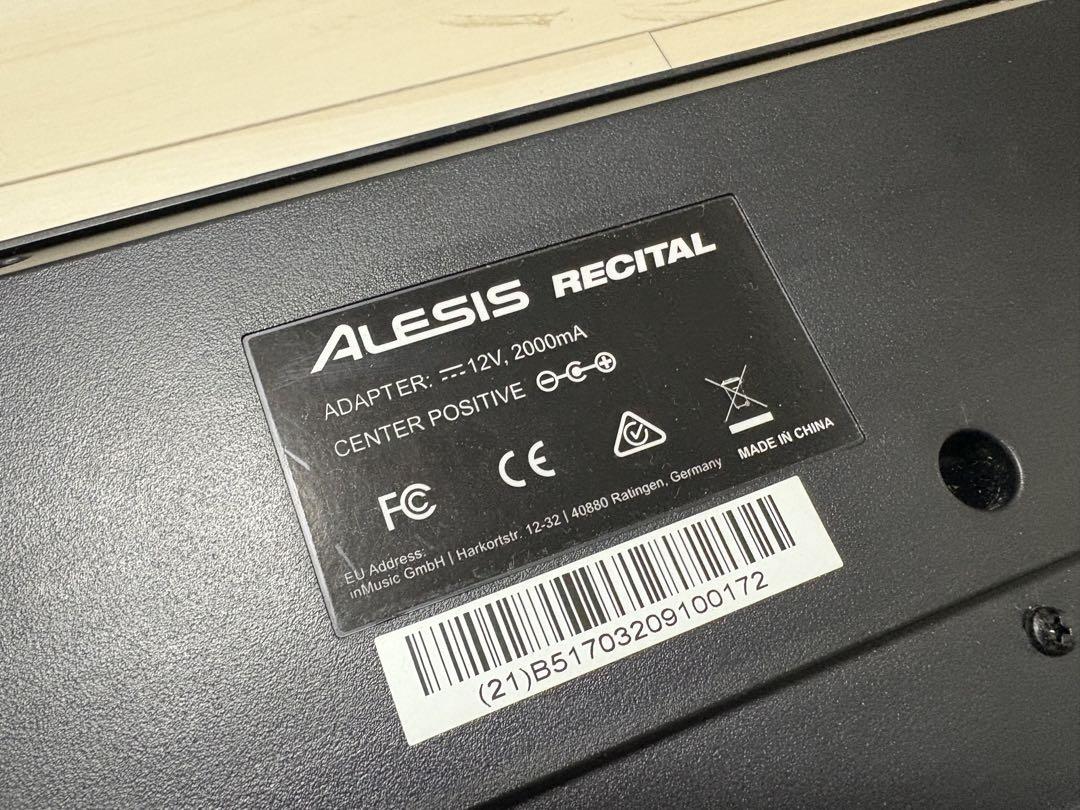 ALESIS RECITAL
ADAPTER: ⎓12V, 2000mA
CENTER POSITIVE
FC CE
MADE IN CHINA
EU Address:
inMusic GmbH | Harkortstr. 12-32 | 40880 Ratingen, Germany
(21)B51703209100172